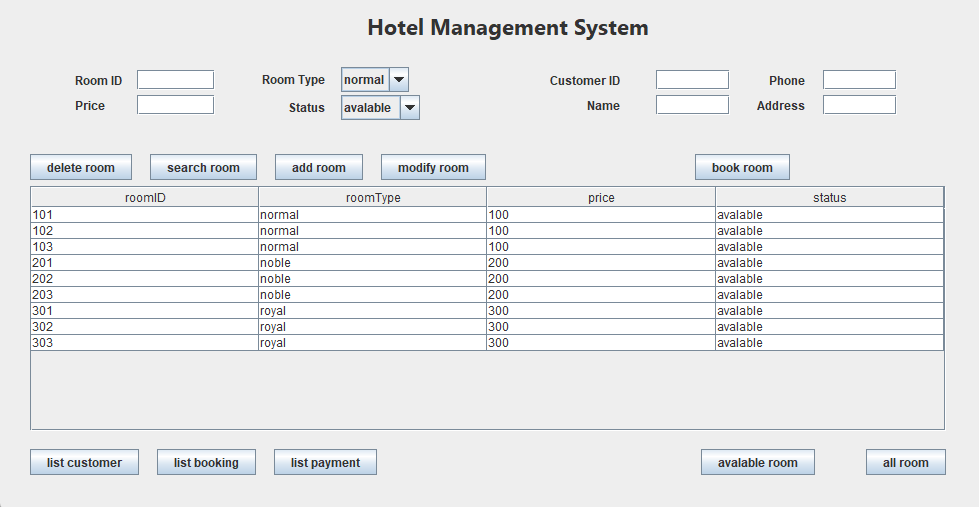 Hotel Management System
Room ID Room Type normal Customer ID Phone
Price Status avalable Name Address
delete room search room add room modify room book room
roomID roomType price status
101 normal 100 avalable
102 normal 100 avalable
103 normal 100 avalable
201 noble 200 avalable
202 noble 200 avalable
203 noble 200 avalable
301 royal 300 avalable
302 royal 300 avalable
303 royal 300 avalable
list customer list booking list payment avalable room all room